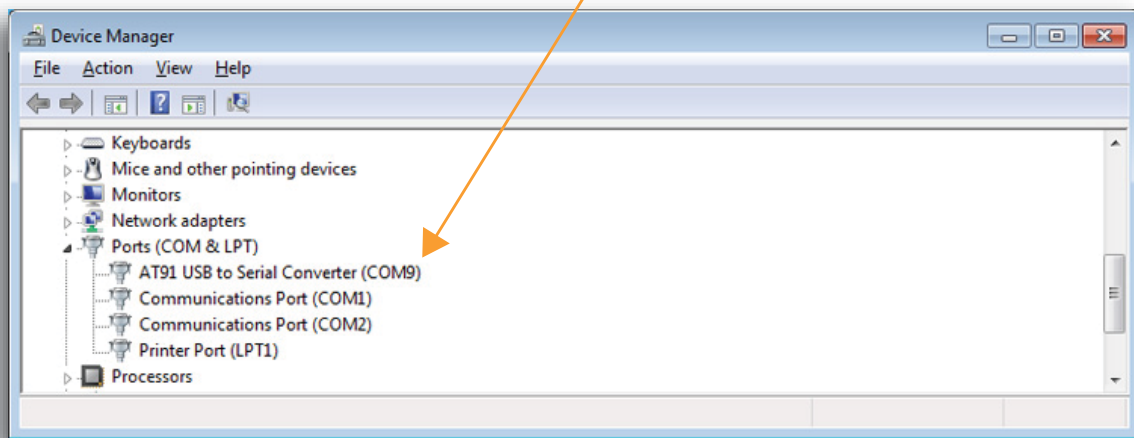 Device Manager
File Action View Help
Keyboards
Mice and other pointing devices
Monitors
Network adapters
Ports (COM & LPT)
AT91 USB to Serial Converter (COM9)
Communications Port (COM1)
Communications Port (COM2)
Printer Port (LPT1)
Processors